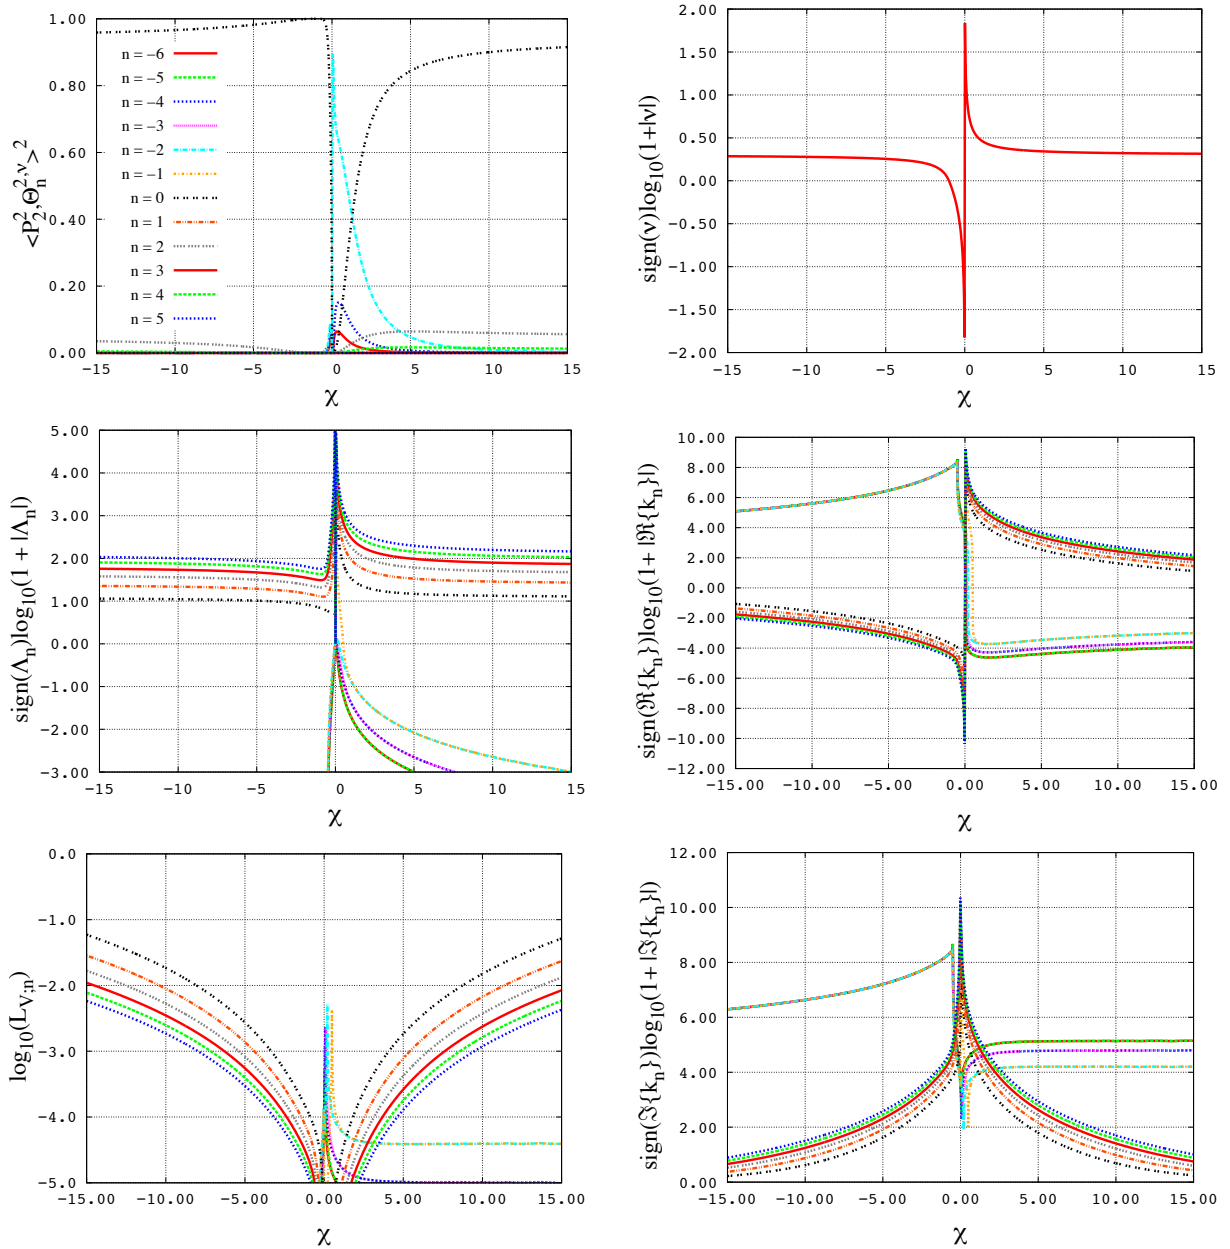 1.00
0.80
0.60
0.40
0.20
0.00
<P₂²,Θₙ²,ᵛ>²
n = −6
n = −5
n = −4
n = −3
n = −2
n = −1
n = 0
n = 1
n = 2
n = 3
n = 4
n = 5
−15 −10 −5 0 5 10 15
χ
2.00
1.50
1.00
0.50
0.00
−0.50
−1.00
−1.50
−2.00
sign(ν)log₁₀(1+|ν|)
−15 −10 −5 0 5 10 15
χ
5.00
4.00
3.00
2.00
1.00
0.00
−1.00
−2.00
−3.00
sign(Λₙ)log₁₀(1 + |Λₙ|)
−15 −10 −5 0 5 10 15
χ
10.00
8.00
6.00
4.00
2.00
0.00
−2.00
−4.00
−6.00
−8.00
−10.00
−12.00
sign(ℜ{kₙ})log₁₀(1+|ℜ{kₙ}|)
−15.00 −10.00 −5.00 0.00 5.00 10.00 15.00
χ
0.0
−1.0
−2.0
−3.0
−4.0
−5.0
log₁₀(L_V;n)
−15.00 −10.00 −5.00 0.00 5.00 10.00 15.00
χ
12.00
10.00
8.00
6.00
4.00
2.00
0.00
sign(ℑ{kₙ})log₁₀(1+|ℑ{kₙ}|)
−15.00 −10.00 −5.00 0.00 5.00 10.00 15.00
χ